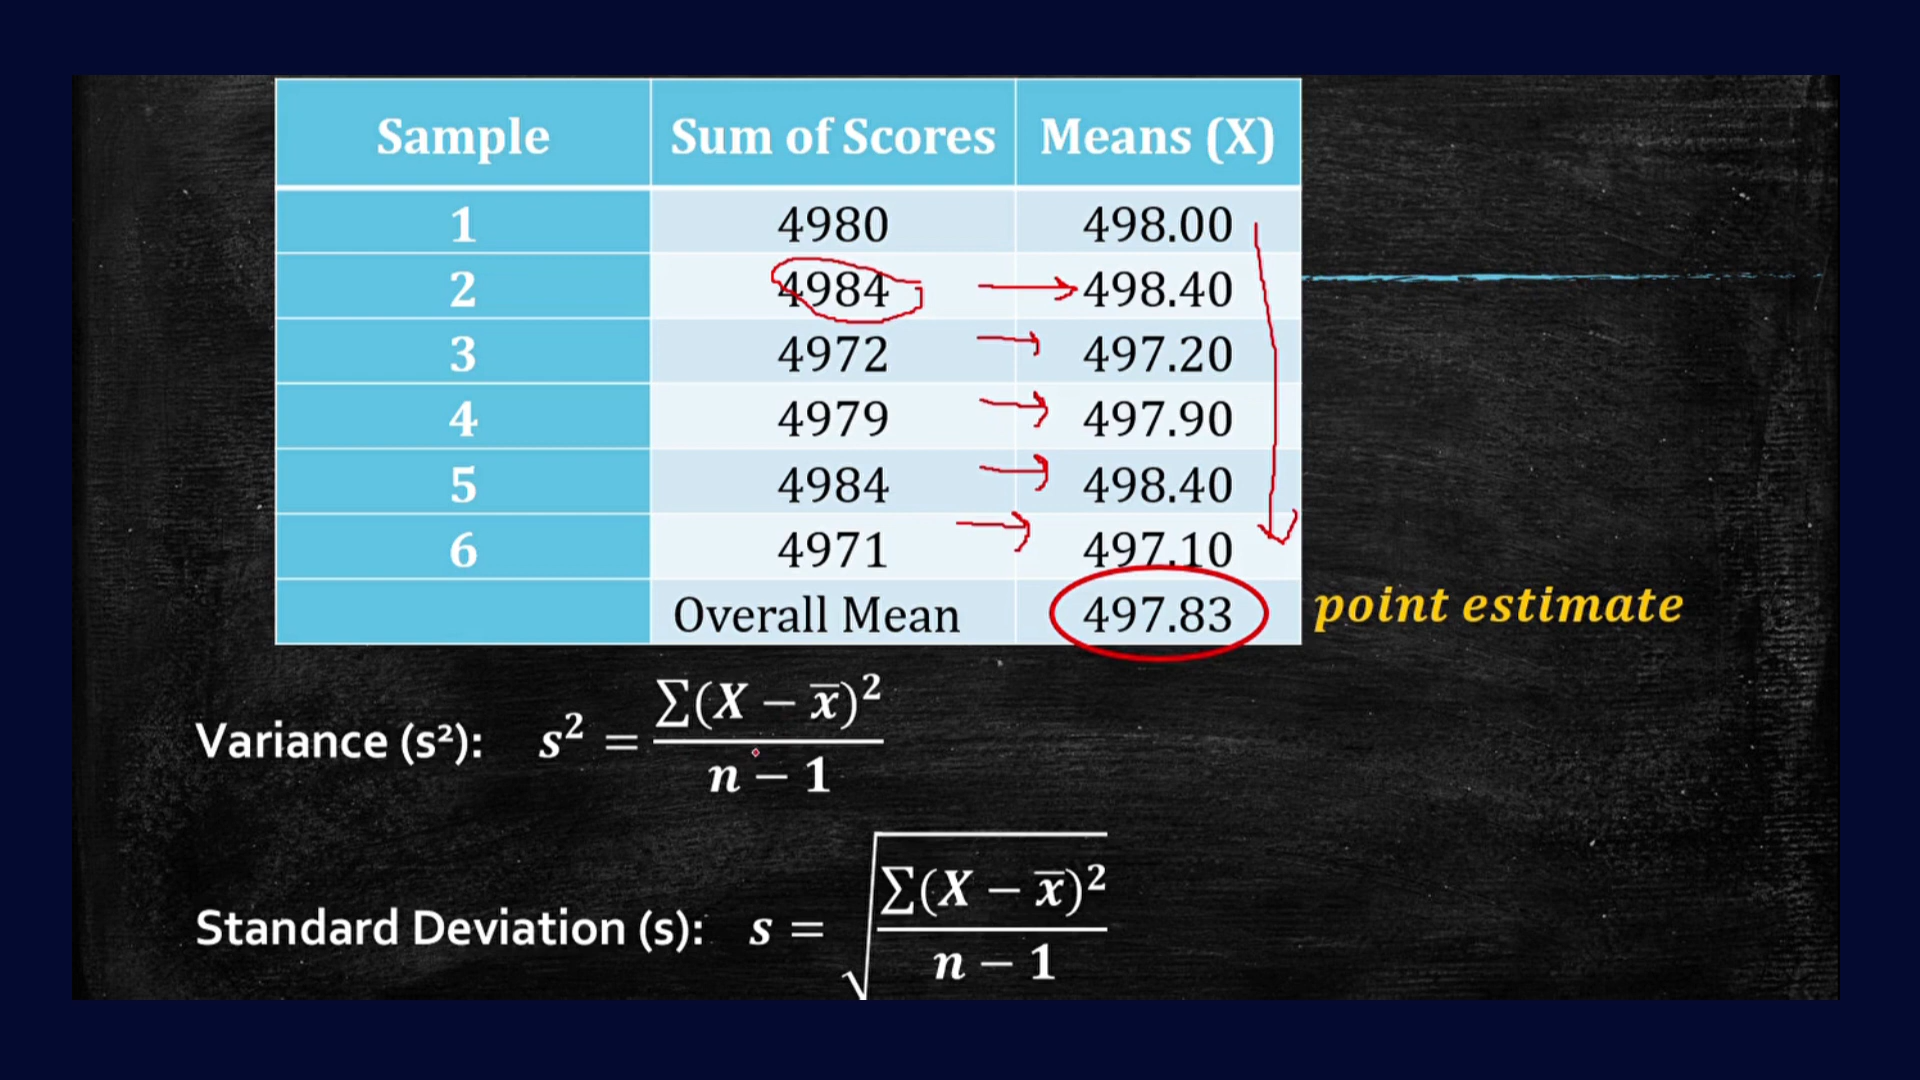 Sample Sum of Scores Means (X)
1 4980 498.00
2 4984 498.40
3 4972 497.20
4 4979 497.90
5 4984 498.40
6 4971 497.10
Overall Mean 497.83 point estimate
Variance (s²): s² = ∑(X − x̅)² / n − 1
Standard Deviation (s): s = √(∑(X − x̅)² / n − 1)